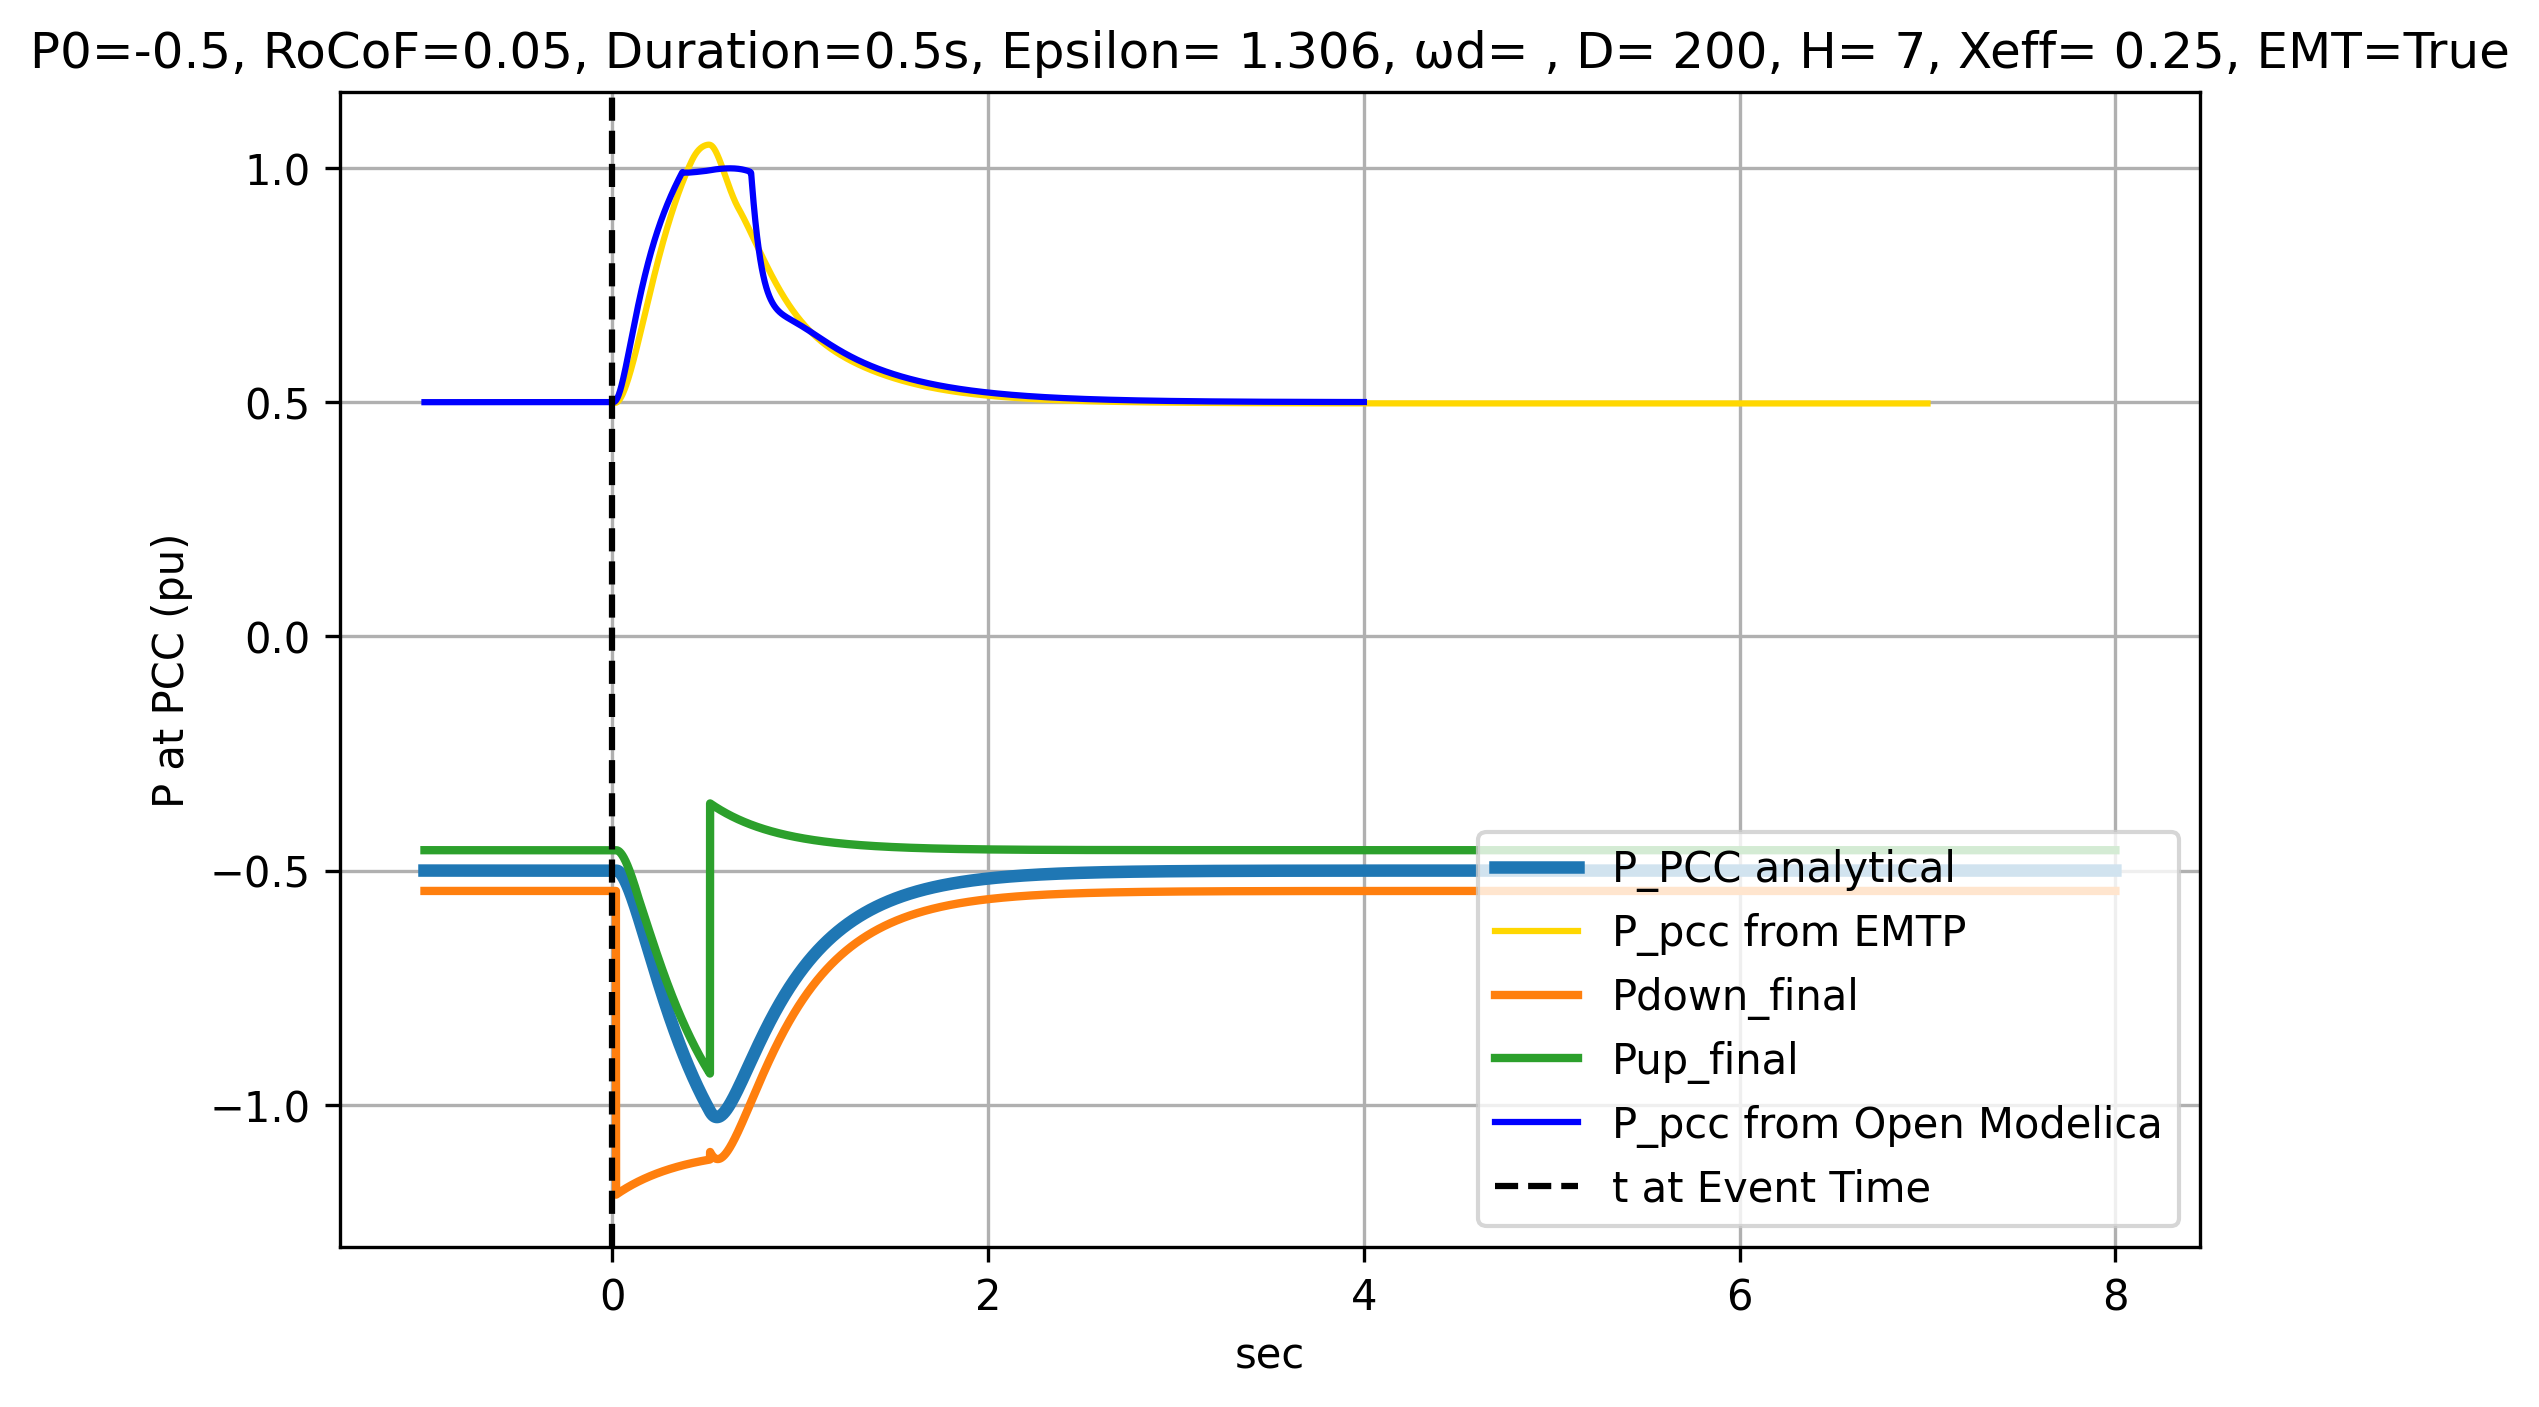 P0=-0.5, RoCoF=0.05, Duration=0.5s, Epsilon= 1.306, ωd= , D= 200, H= 7, Xeff= 0.25, EMT=True
1.0
0.5
0.0
−0.5
−1.0
P at PCC (pu)
P_PCC analytical
P_pcc from EMTP
Pdown_final
Pup_final
P_pcc from Open Modelica
t at Event Time
0 2 4 6 8
sec